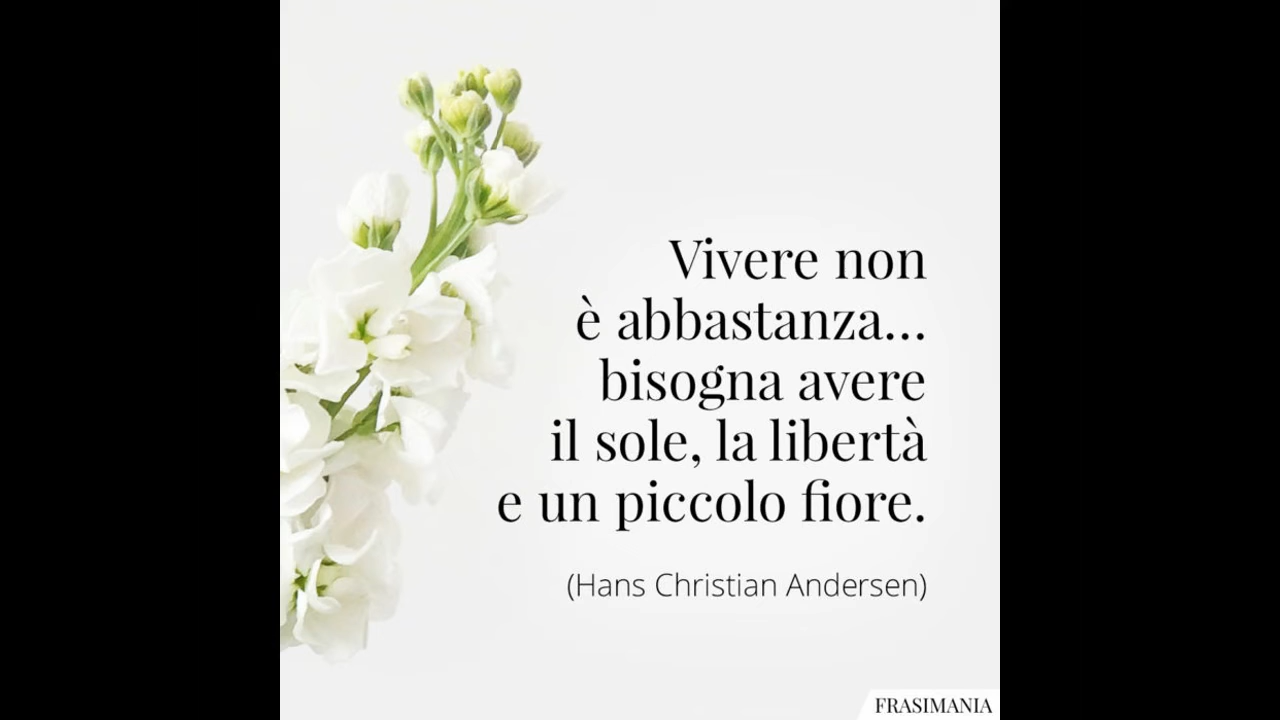 Vivere non
è abbastanza...
bisogna avere
il sole, la libertà
e un piccolo fiore.
(Hans Christian Andersen)
FRASIMANIA